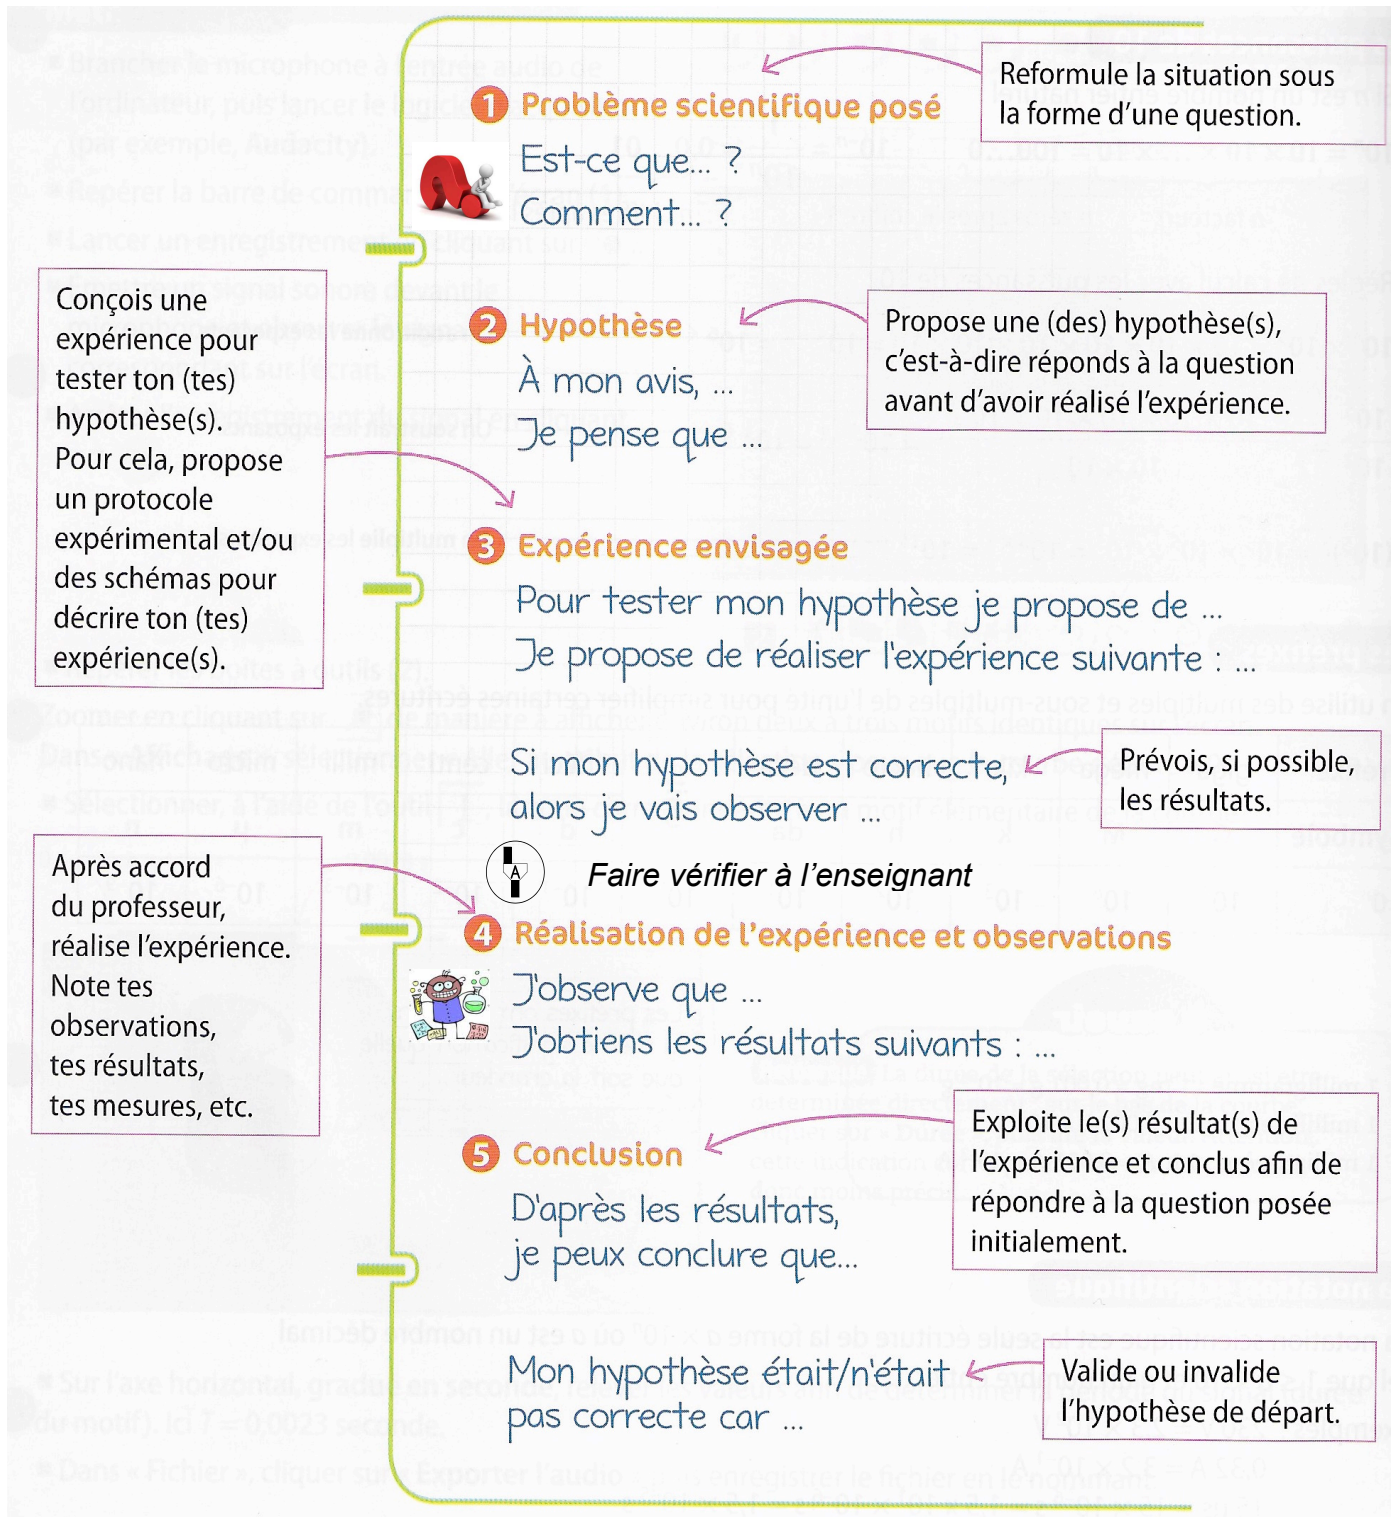 Reformule la situation sous
la forme d'une question.
1 Problème scientifique posé
Est-ce que... ?
Comment... ?
Conçois une
expérience pour
tester ton (tes)
hypothèse(s).
Pour cela, propose
un protocole
expérimental et/ou
des schémas pour
décrire ton (tes)
expérience(s).
2 Hypothèse
À mon avis, ...
Je pense que ...
Propose une (des) hypothèse(s),
c'est-à-dire réponds à la question
avant d'avoir réalisé l'expérience.
3 Expérience envisagée
Pour tester mon hypothèse je propose de ...
Je propose de réaliser l'expérience suivante : ...
Si mon hypothèse est correcte,
alors je vais observer ...
Prévois, si possible,
les résultats.
A
Faire vérifier à l'enseignant
Après accord
du professeur,
réalise l'expérience.
Note tes
observations,
tes résultats,
tes mesures, etc.
4 Réalisation de l'expérience et observations
J'observe que ...
J'obtiens les résultats suivants : ...
5 Conclusion
D'après les résultats,
je peux conclure que...
Exploite le(s) résultat(s) de
l'expérience et conclus afin de
répondre à la question posée
initialement.
Mon hypothèse était/n'était
pas correcte car ...
Valide ou invalide
l'hypothèse de départ.